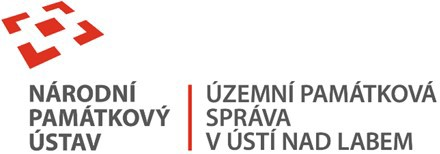 NÁRODNÍ
PAMÁTKOVÝ
ÚSTAV
ÚZEMNÍ PAMÁTKOVÁ
SPRÁVA
V ÚSTÍ NAD LABEM